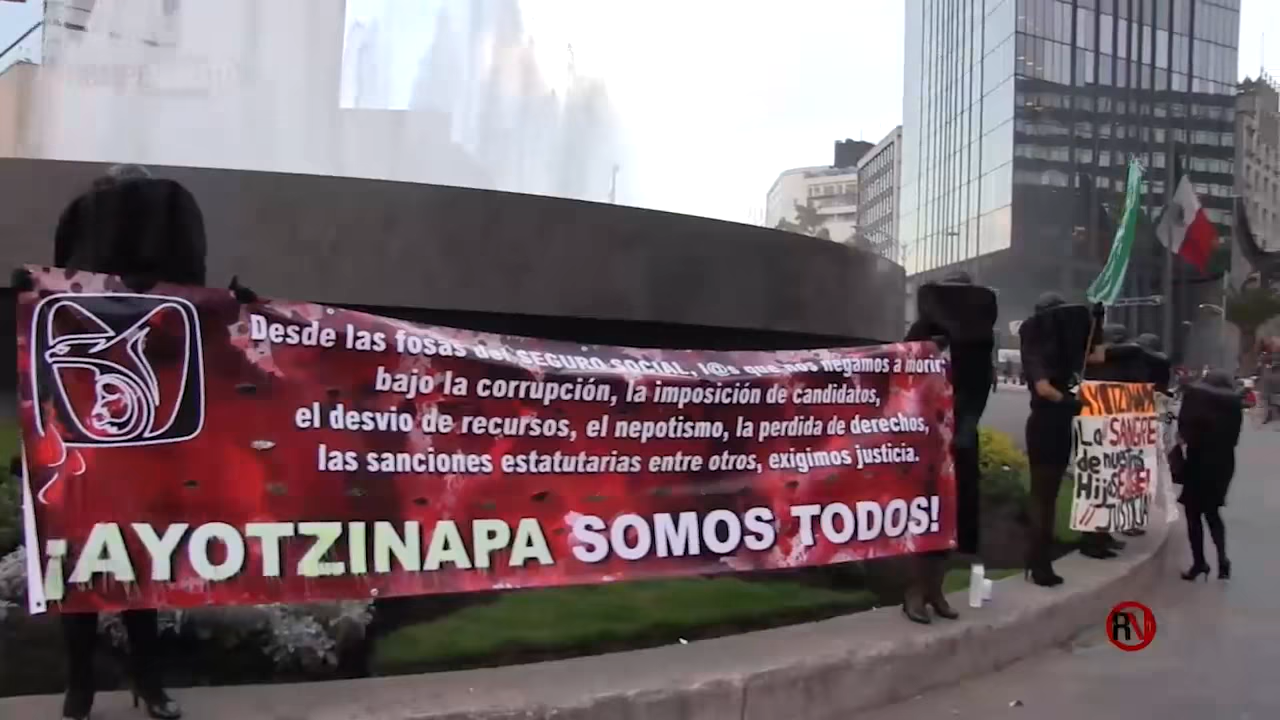 Desde las fosas del SEGURO SOCIAL, l@s que nos negamos a morir
bajo la corrupción, la imposición de candidatos,
el desvio de recursos, el nepotismo, la perdida de derechos,
las sanciones estatutarias entre otros, exigimos justicia.
¡AYOTZINAPA SOMOS TODOS!
AYOTZINAPA
La SANGRE
de nuestros
Hijos
JUSTICIA
RN